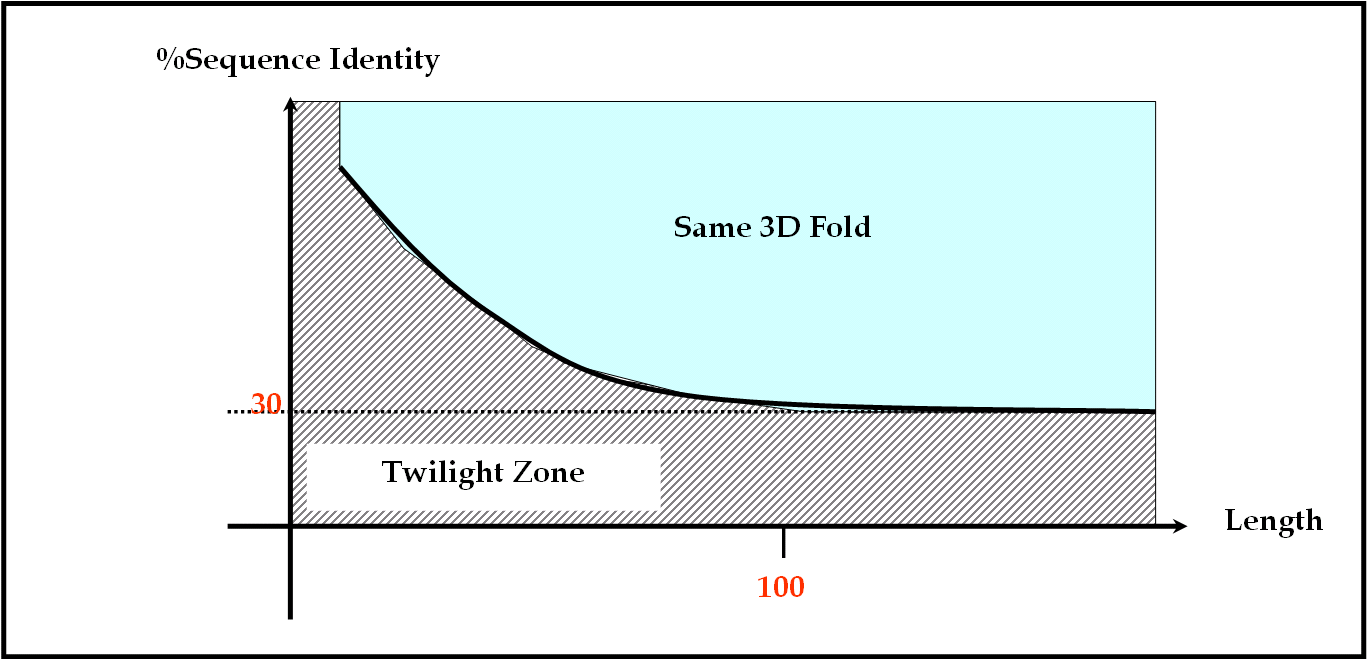 %Sequence Identity
Same 3D Fold
30
Twilight Zone
Length
100